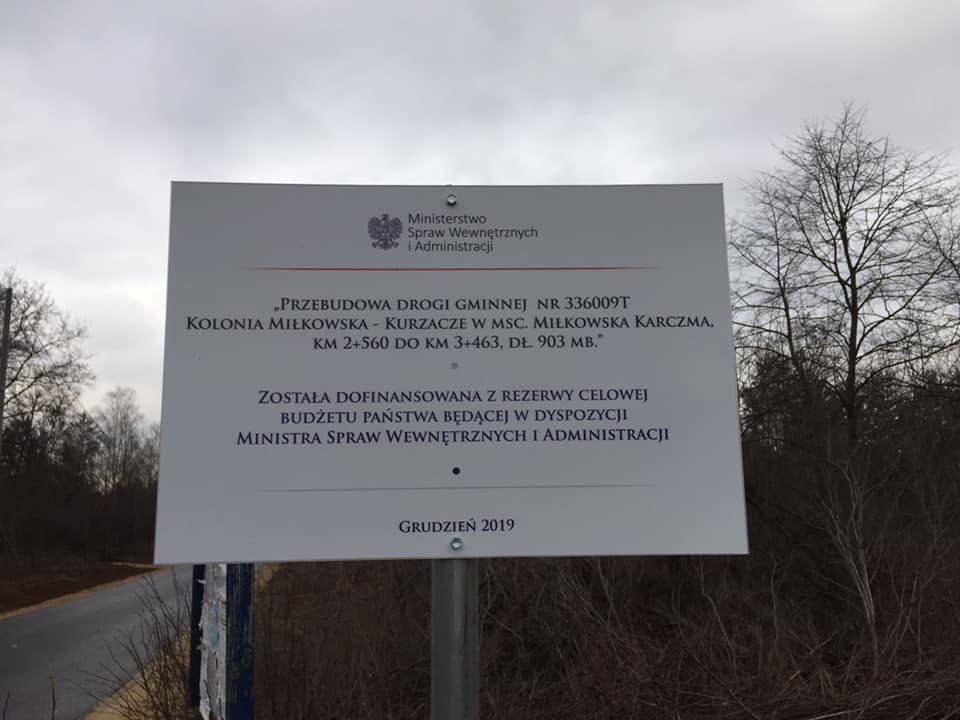 Ministerstwo
Spraw Wewnętrznych
i Administracji
„Przebudowa drogi gminnej nr 336009T
Kolonia Miłkowska - Kurzacze w msc. Miłkowska Karczma,
km 2+560 do km 3+463, dł. 903 mb."
Została dofinansowana z rezerwy celowej
budżetu państwa będącej w dyspozycji
Ministra Spraw Wewnętrznych i Administracji
Grudzień 2019